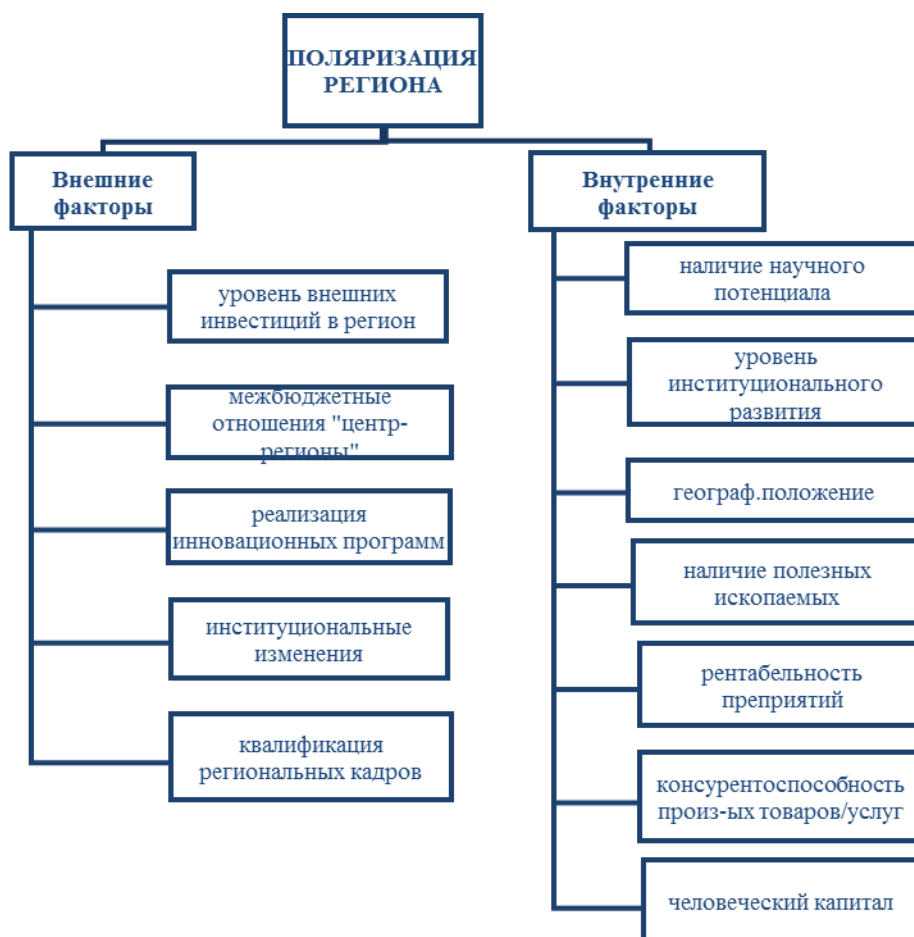 ПОЛЯРИЗАЦИЯ
РЕГИОНА
Внешние
факторы
уровень внешних
инвестиций в регион
межбюджетные
отношения "центр-
регионы"
реализация
инновационных программ
институциональные
изменения
квалификация
региональных кадров
Внутренние
факторы
наличие научного
потенциала
уровень
институционального
развития
географ.положение
наличие полезных
ископаемых
рентабельность
преприятий
консурентоспособность
произ-ых товаров/услуг
человеческий капитал